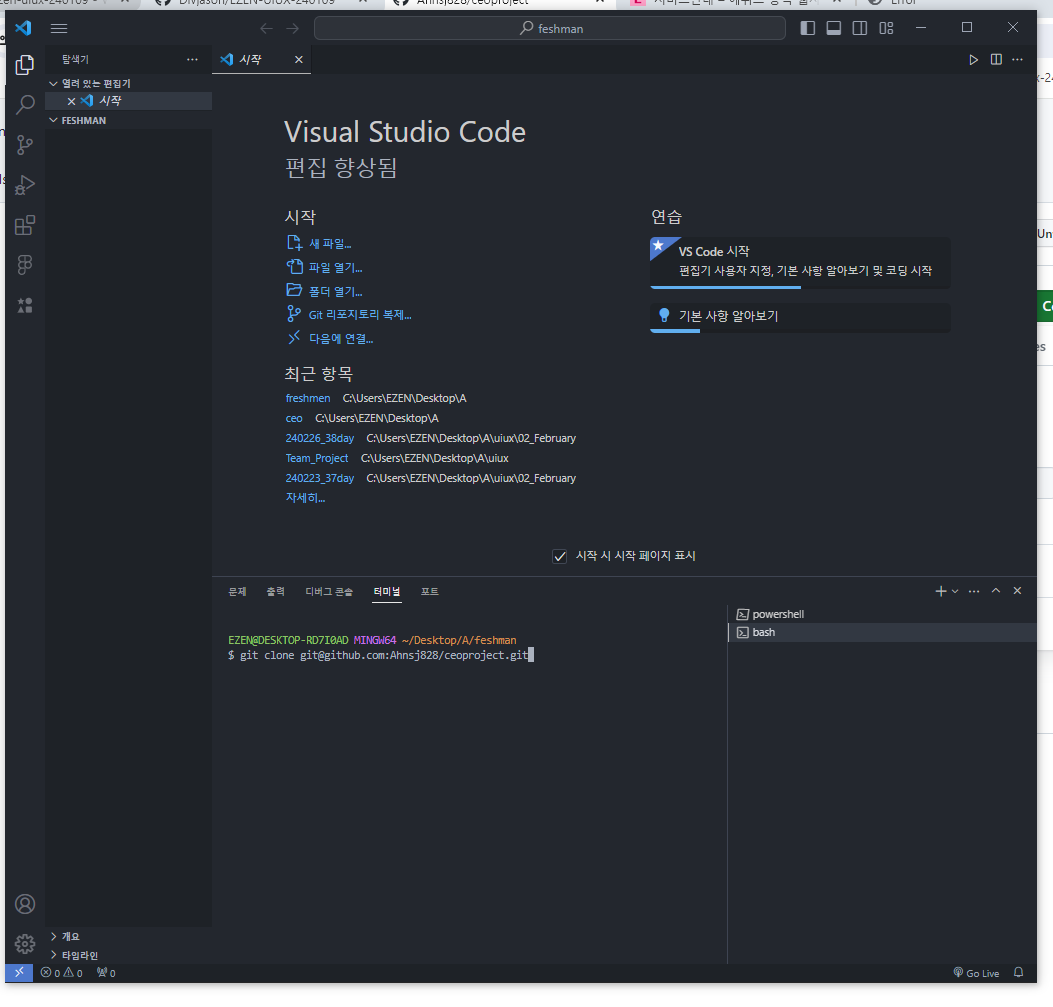 Divjason/EZEN-UIUX-240109
Ahnsj828/ceoproject
Error
feshman
탐색기
시작
열려 있는 편집기
시작
FESHMAN
Visual Studio Code
편집 향상됨
시작
새 파일...
파일 열기...
폴더 열기...
Git 리포지토리 복제...
다음에 연결...
연습
VS Code 시작
편집기 사용자 지정, 기본 사항 알아보기 및 코딩 시작
기본 사항 알아보기
최근 항목
freshmen C:\Users\EZEN\Desktop\A
ceo C:\Users\EZEN\Desktop\A
240226_38day C:\Users\EZEN\Desktop\A\uiux\02_February
Team_Project C:\Users\EZEN\Desktop\A\uiux
240223_37day C:\Users\EZEN\Desktop\A\uiux\02_February
자세히...
시작 시 시작 페이지 표시
문제 출력 디버그 콘솔 터미널 포트
powershell
bash
EZEN@DESKTOP-RD7I0AD MINGW64 ~/Desktop/A/feshman
$ git clone git@github.com:Ahnsj828/ceoproject.git
개요
타임라인
0 0 0
Go Live